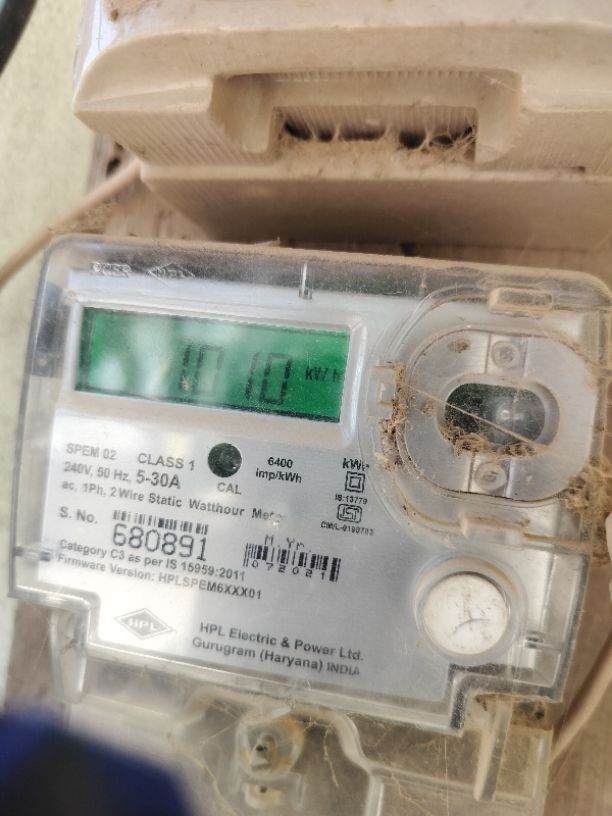 kWh
SPEM 02 CLASS 1 6400 imp/kWh kWh
240V, 50 Hz, 5-30A CAL IS:13779
ac, 1Ph, 2 Wire Static Watthour Meter
S. No. 680891
M Yr.
072021
Category C3 as per IS 15959:2011
Firmware Version: HPLSPEM6XXX01
HPL
HPL Electric & Power Ltd.
Gurugram (Haryana) INDIA